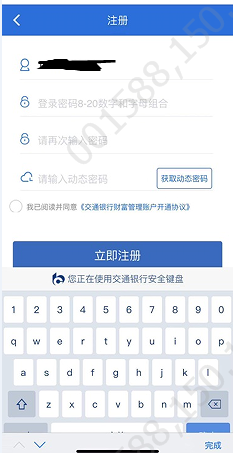 注册
登录密码8-20数字和字母组合
请再次输入密码
请输入动态密码 获取动态密码
我已阅读并同意《交通银行财富管理账户开通协议》
立即注册
您正在使用交通银行安全键盘
1 2 3 4 5 6 7 8 9 0
q w e r t y u i o p
a s d f g h j k l
z x c v b n m
完成
001588,150.
001588,150.